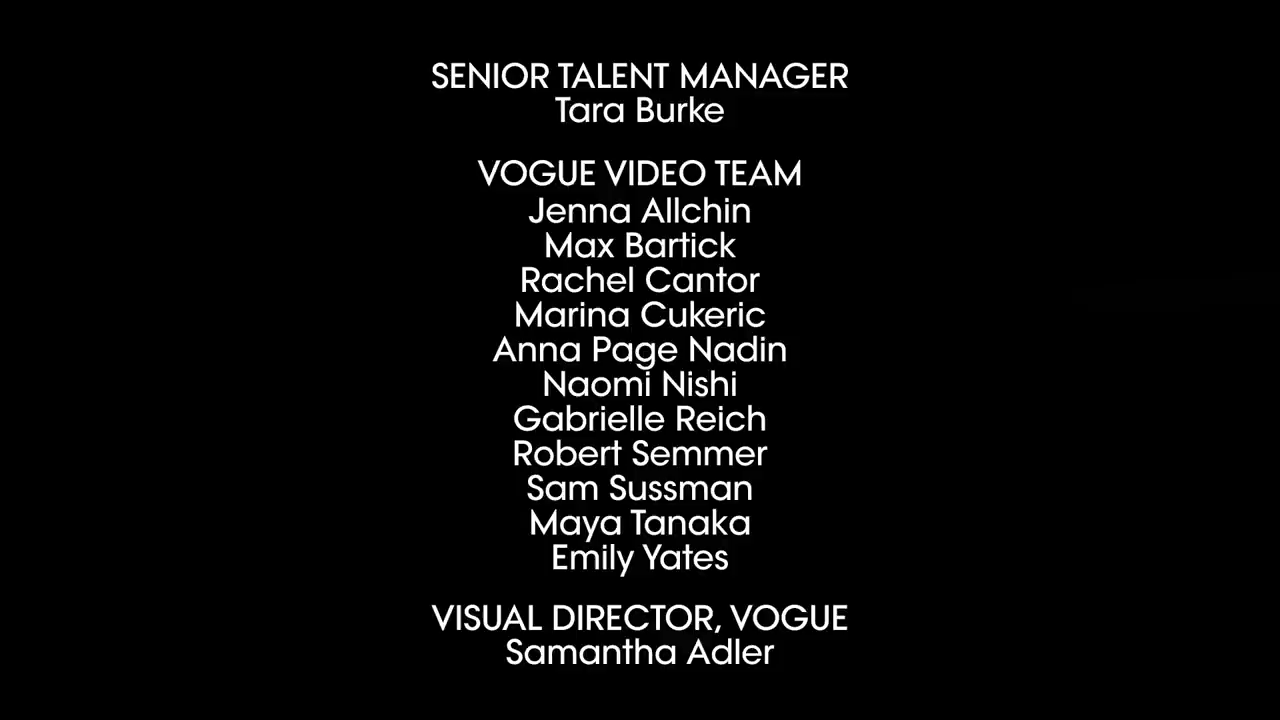 SENIOR TALENT MANAGER
Tara Burke
VOGUE VIDEO TEAM
Jenna Allchin
Max Bartick
Rachel Cantor
Marina Cukeric
Anna Page Nadin
Naomi Nishi
Gabrielle Reich
Robert Semmer
Sam Sussman
Maya Tanaka
Emily Yates
VISUAL DIRECTOR, VOGUE
Samantha Adler